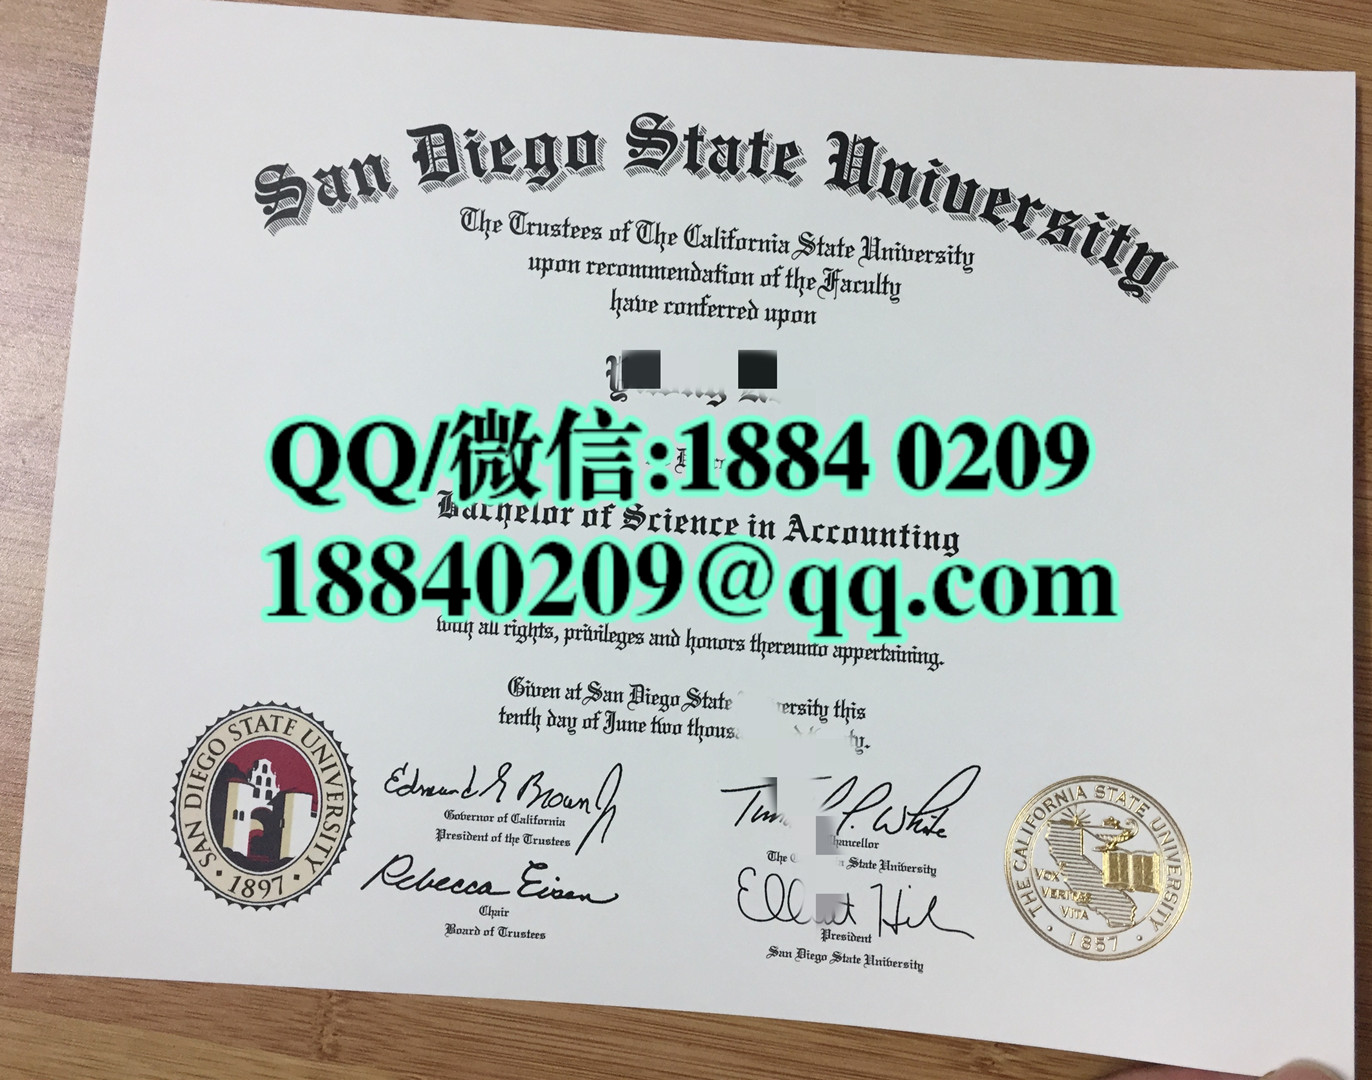 San Diego State University
The Trustees of The California State University
upon recommendation of the Faculty
have conferred upon
QQ/微信:1884 0209
Bachelor of Science in Accounting
18840209@qq.com
with all rights, privileges and honors thereunto appertaining.
Given at San Diego State this
tenth day of June two
SAN DIEGO STATE UNIVERSITY
1897
Edmund G Brown Jr
Governor of California
President of the Trustees
Rebecca Eisen
Chair
Board of Trustees
P. White
The State University
President
San Diego State University
THE CALIFORNIA STATE UNIVERSITY
VOX
VERITAS
VITA
1857